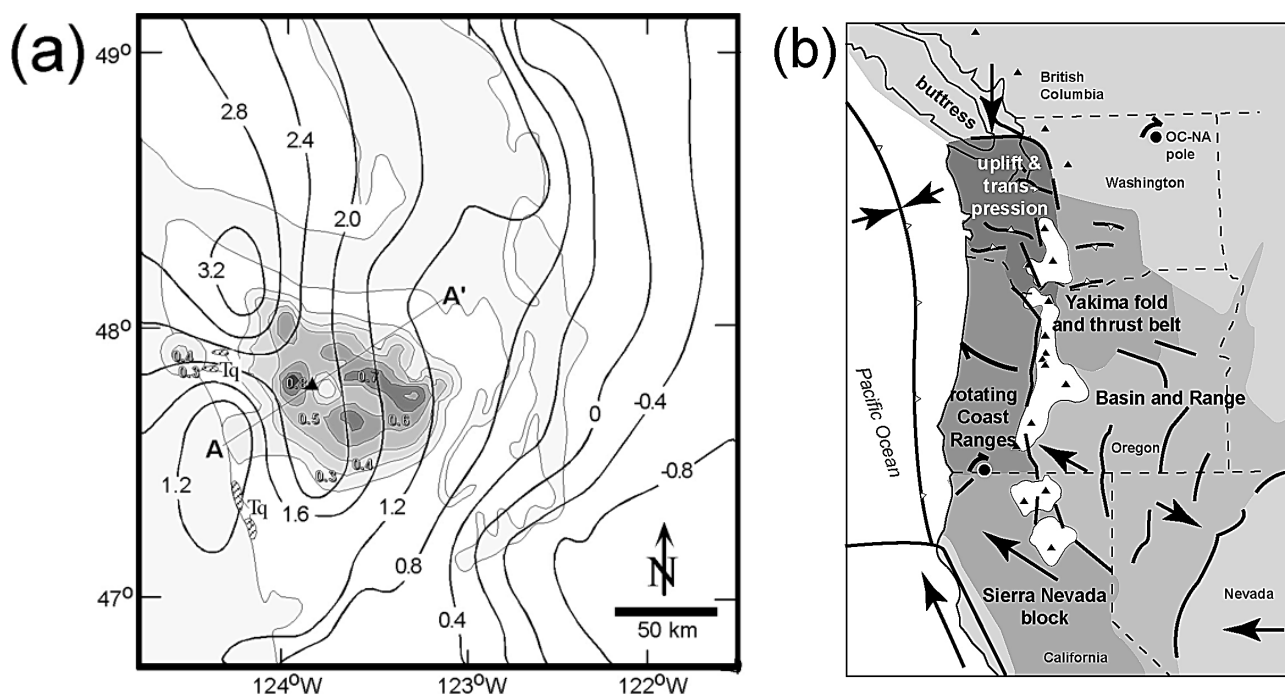 (a)
49°
2.8
2.4
2.0
3.2
A'
48°
0.4
0.3
Tq
0.8
0.7
0.5
0.6
0
-0.4
A
0.4
0.3
-0.8
1.2
Tq
1.6
1.2
0.8
N
47°
0.4
50 km
124°W
123°W
122°W
(b)
British
Columbia
buttress
OC-NA
pole
uplift &
trans-
pression
Washington
Yakima fold
and thrust belt
Pacific Ocean
rotating
Coast
Ranges
Basin and Range
Oregon
Sierra Nevada
block
Nevada
California